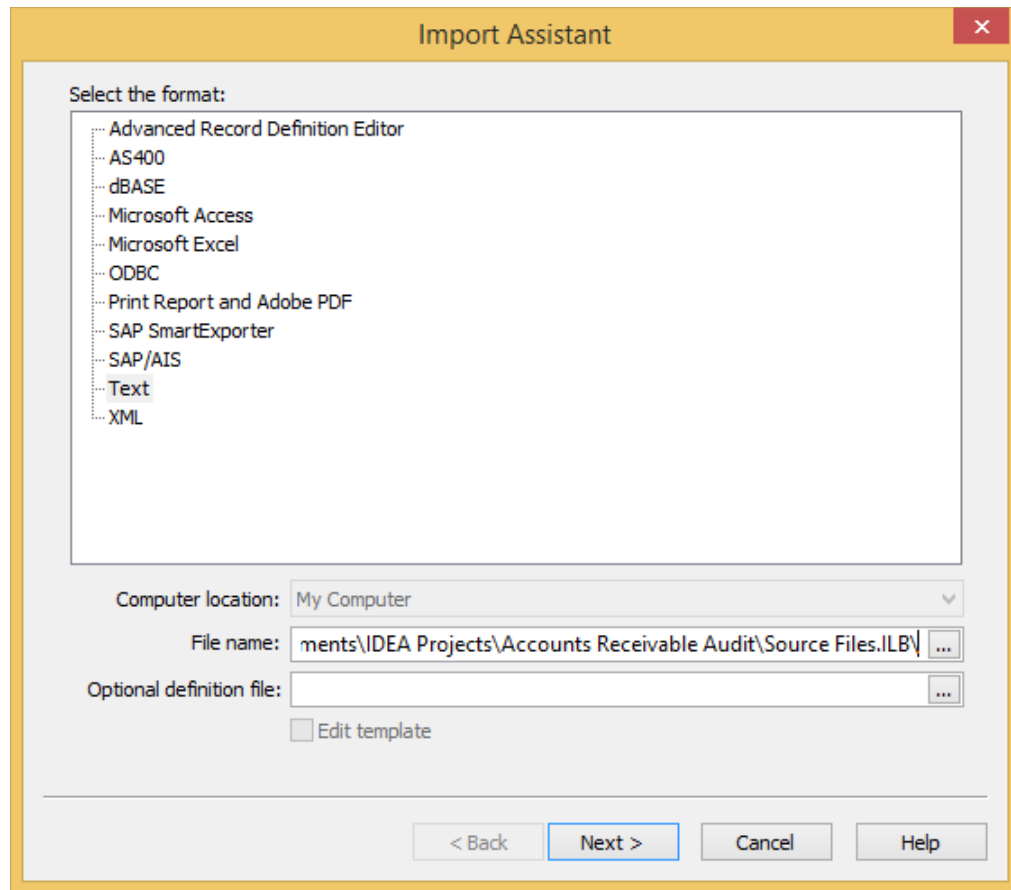 Import Assistant
Select the format:
Advanced Record Definition Editor
AS400
dBASE
Microsoft Access
Microsoft Excel
ODBC
Print Report and Adobe PDF
SAP SmartExporter
SAP/AIS
Text
XML
Computer location: My Computer
File name: ments\IDEA Projects\Accounts Receivable Audit\Source Files.ILB\ ...
Optional definition file: ...
Edit template
< Back Next > Cancel Help